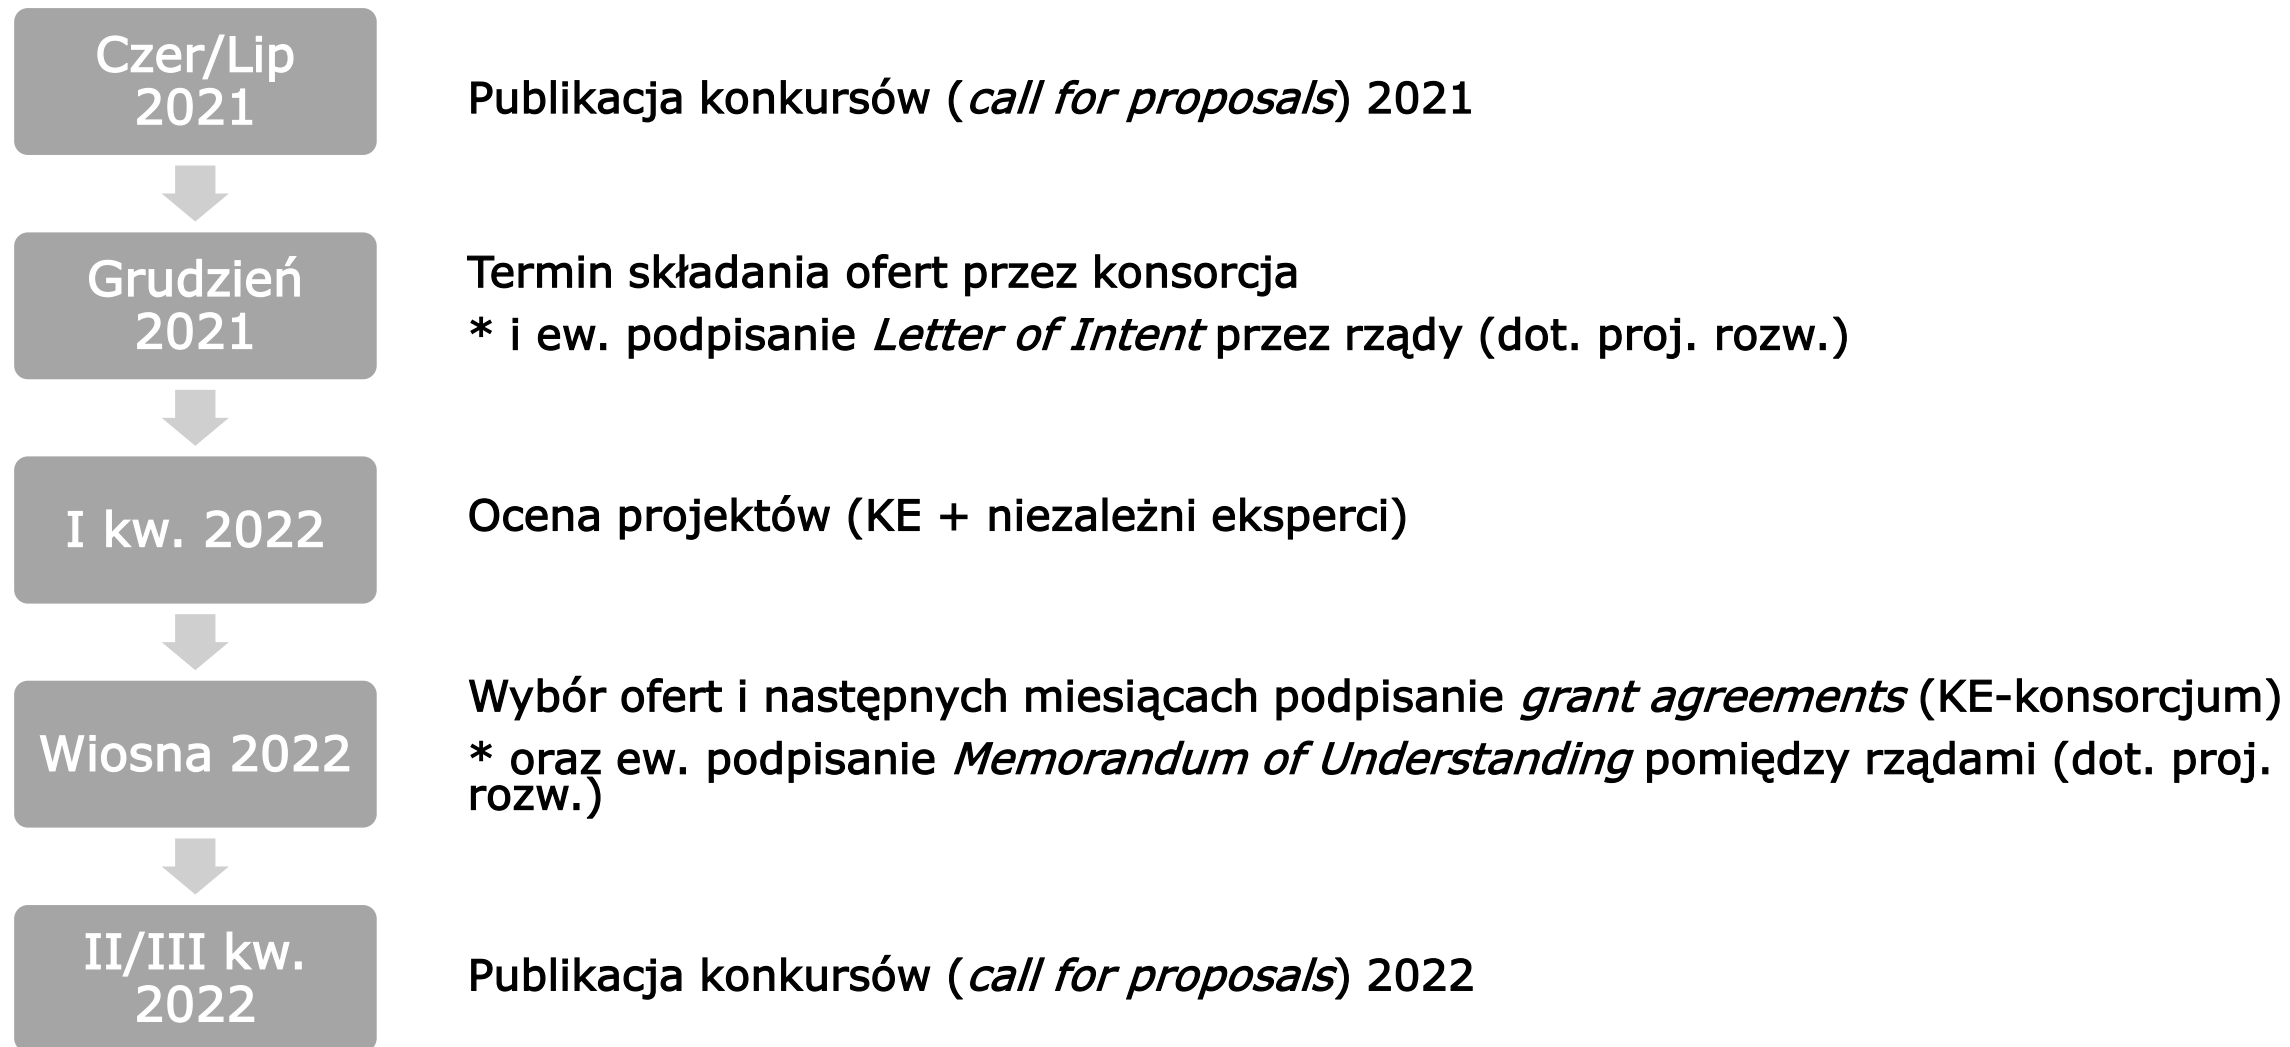 Czer/Lip
2021
Publikacja konkursów (call for proposals) 2021
Grudzień
2021
Termin składania ofert przez konsorcja
* i ew. podpisanie Letter of Intent przez rządy (dot. proj. rozw.)
I kw. 2022
Ocena projektów (KE + niezależni eksperci)
Wiosna 2022
Wybór ofert i następnych miesiącach podpisanie grant agreements (KE-konsorcjum)
* oraz ew. podpisanie Memorandum of Understanding pomiędzy rządami (dot. proj.
rozw.)
II/III kw.
2022
Publikacja konkursów (call for proposals) 2022